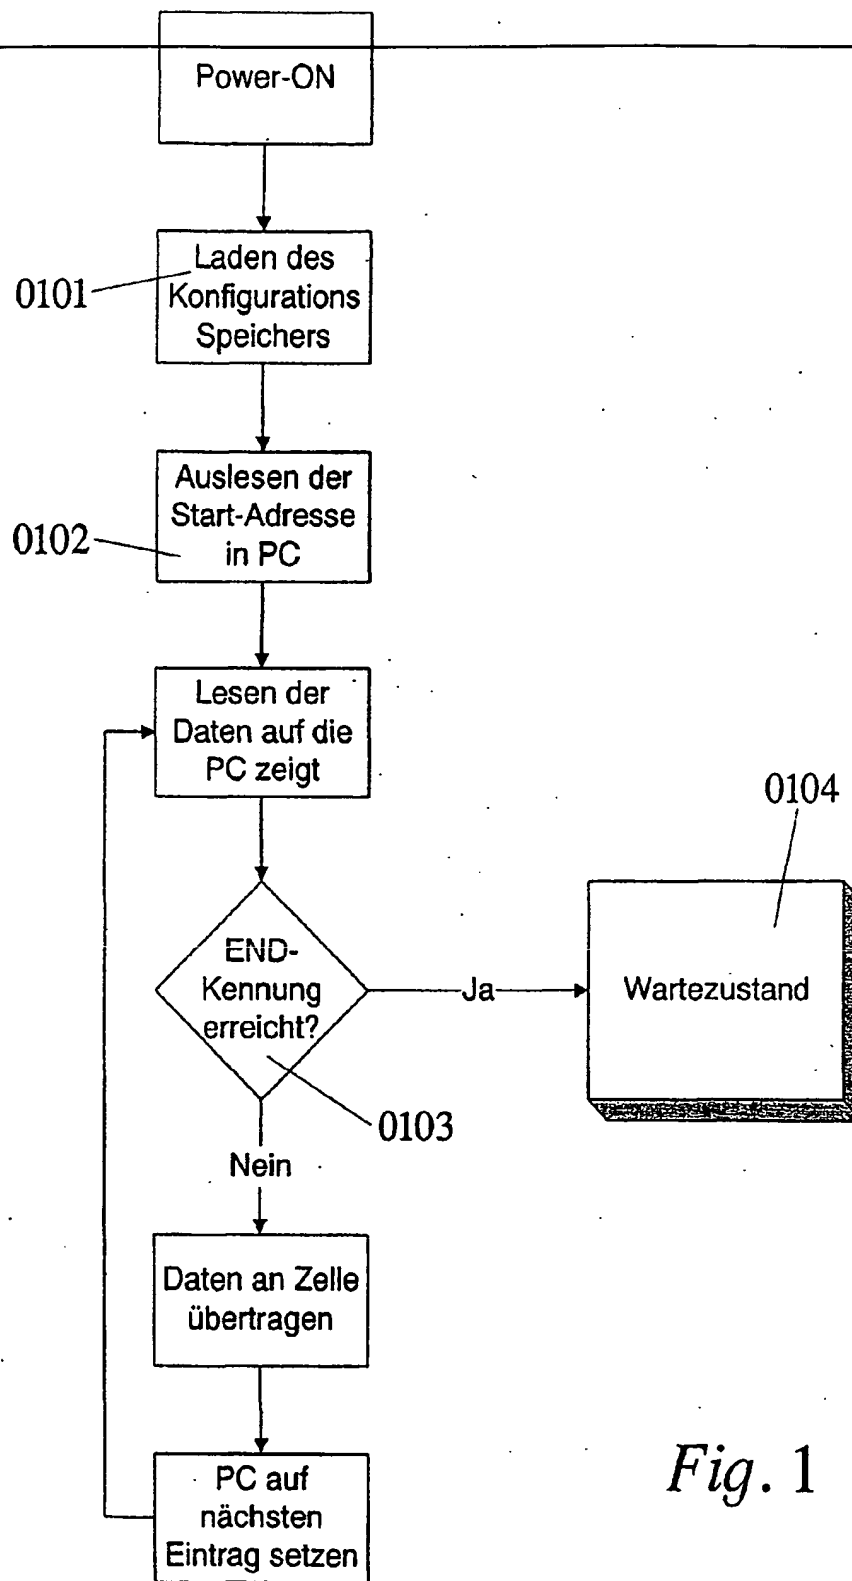 Power-ON
0101
Laden des
Konfigurations
Speichers
0102
Auslesen der
Start-Adresse
in PC
Lesen der
Daten auf die
PC zeigt
0104
END-
Kennung
erreicht?
Ja
Wartezustand
0103
Nein
Daten an Zelle
übertragen
PC auf
nächsten
Eintrag setzen
Fig. 1